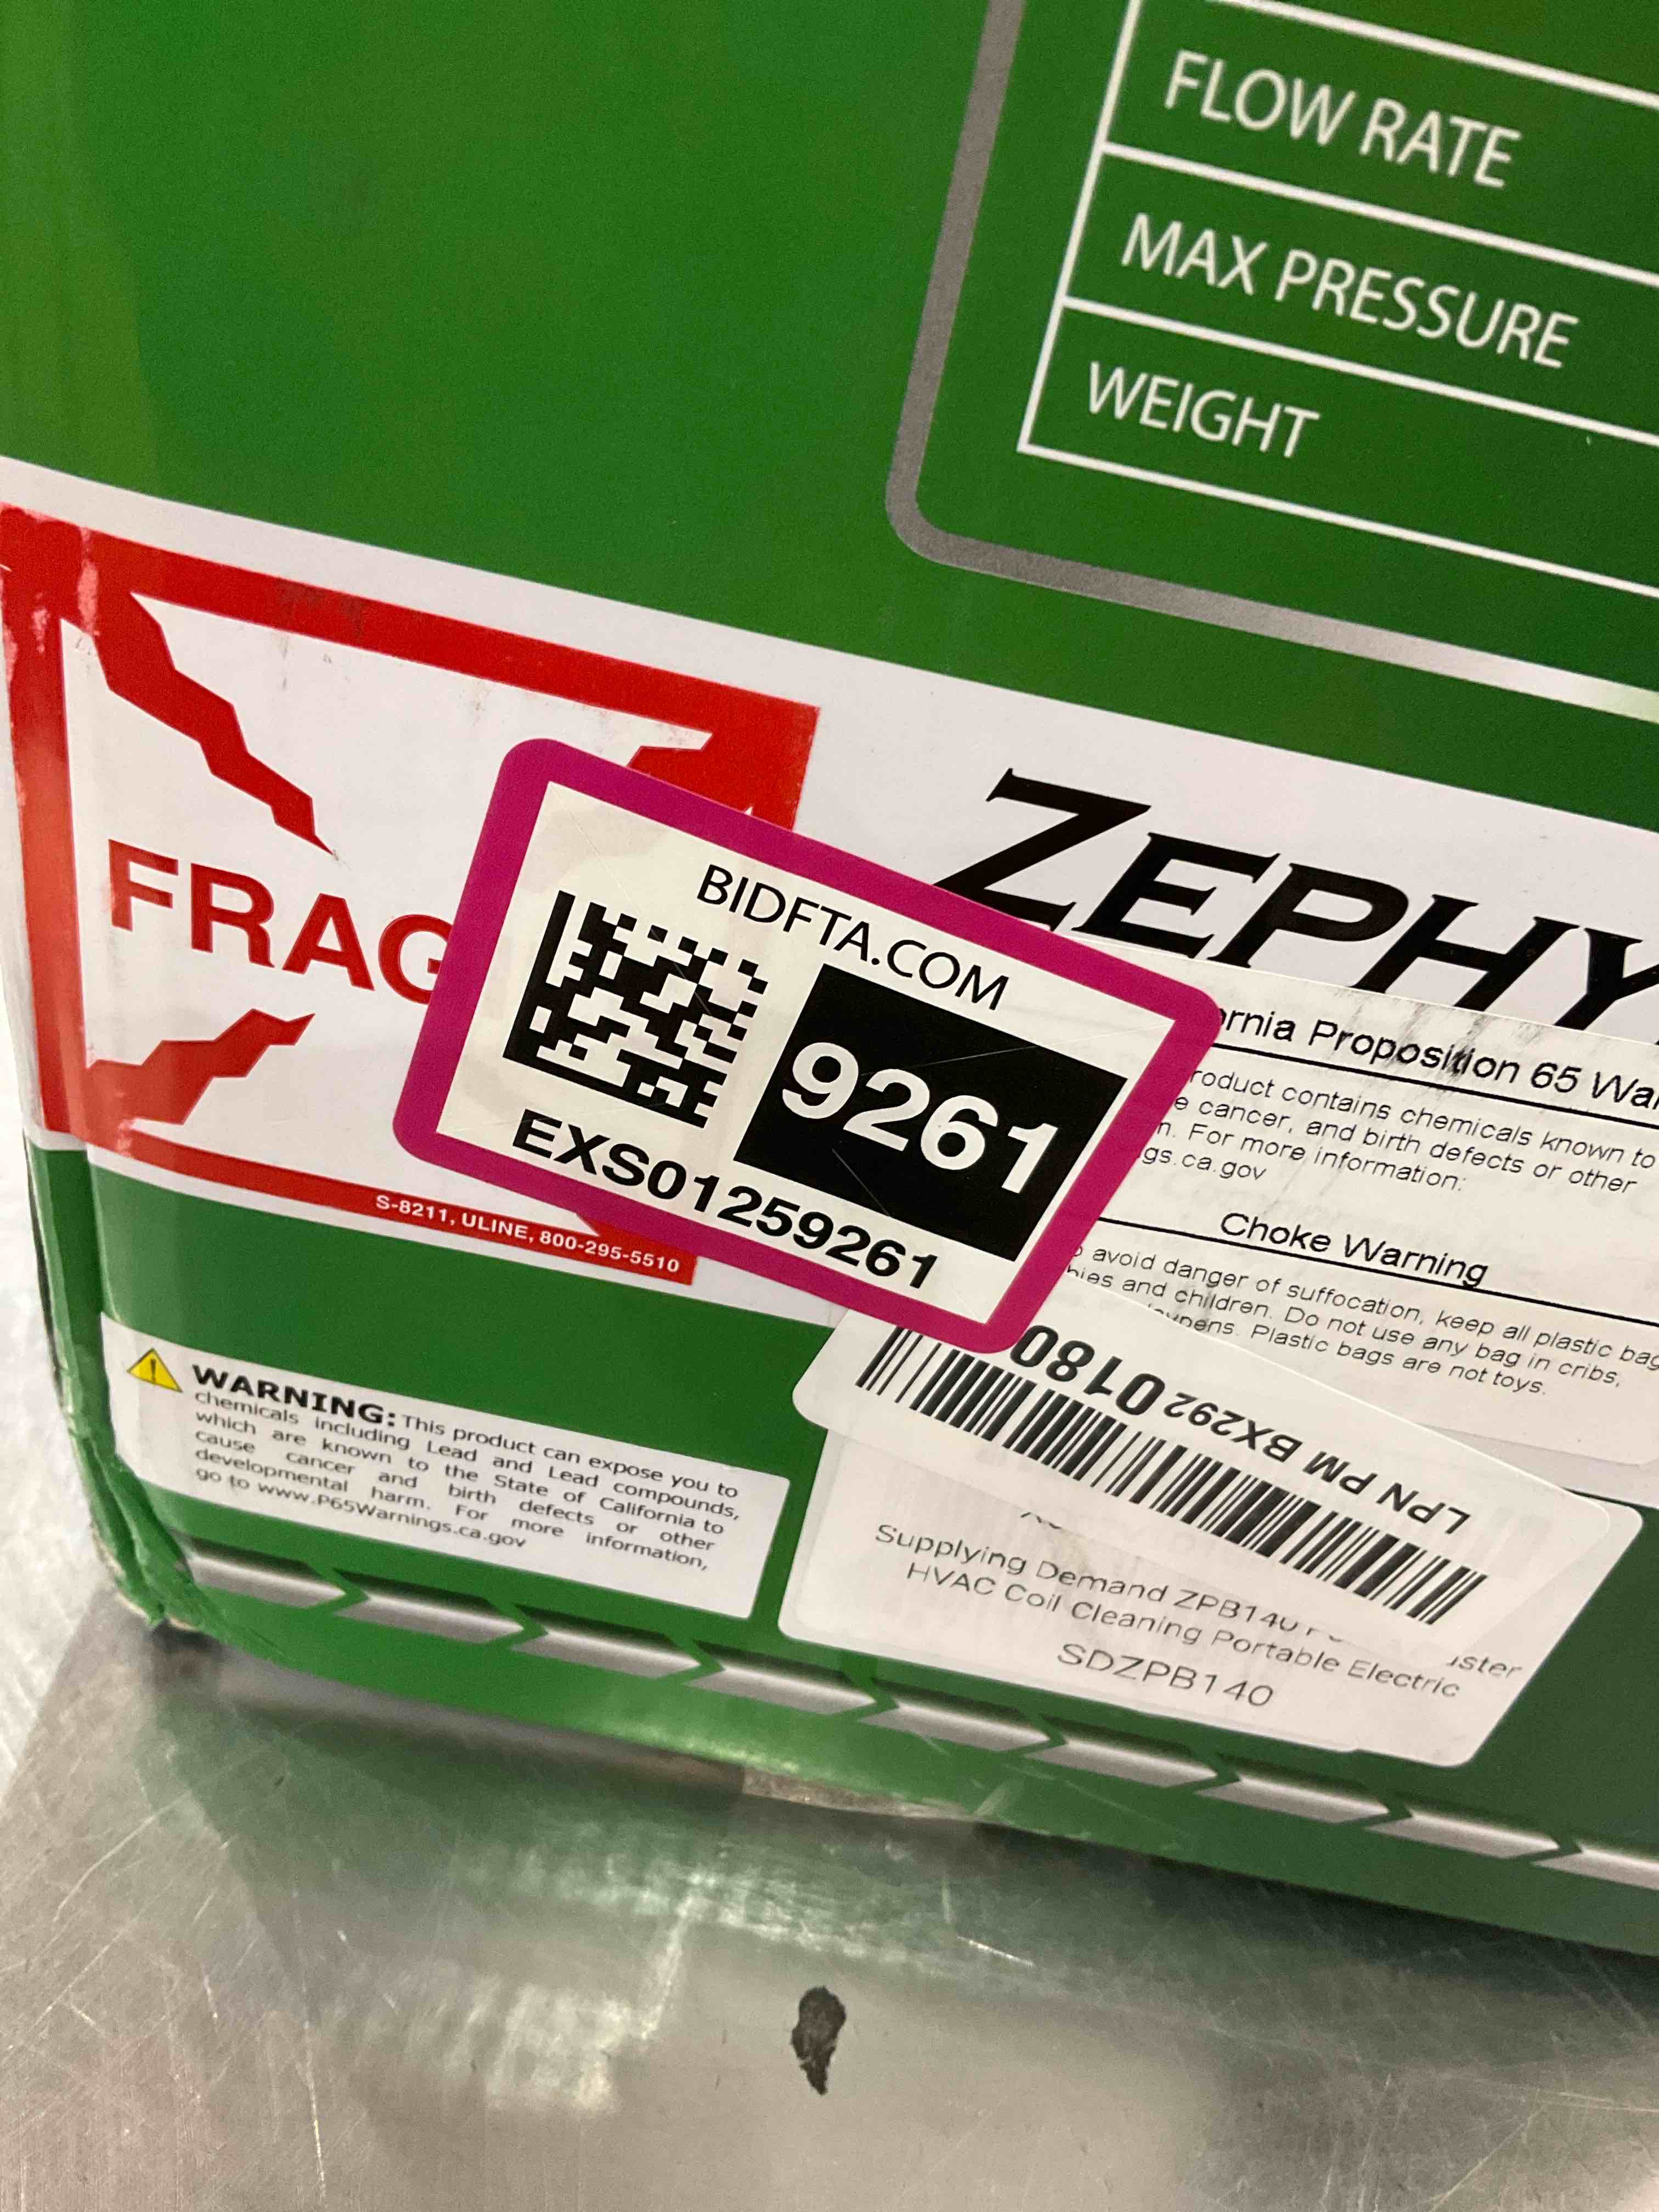 FLOW RATE
MAX PRESSURE
WEIGHT
FRAG
ZEPHY
BIDFTA.COM
9261
EXS01259261
S-8211, ULINE, 800-295-5510
ornia Proposition 65 War
roduct contains chemicals known to
e cancer, and birth defects or other
m. For more information:
gs.ca.gov
Choke Warning
avoid danger of suffocation, keep all plastic bag
bies and children. Do not use any bag in cribs,
aypens. Plastic bags are not toys.
LPN PM BX2920180
WARNING: This product can expose you to
chemicals including Lead and Lead compounds,
which are known to the State of California to
cause cancer and birth defects or other
developmental harm. For more information,
go to www.P65Warnings.ca.gov
Supplying Demand ZPB140 uster
HVAC Coil Cleaning Portable Electric
SDZPB140